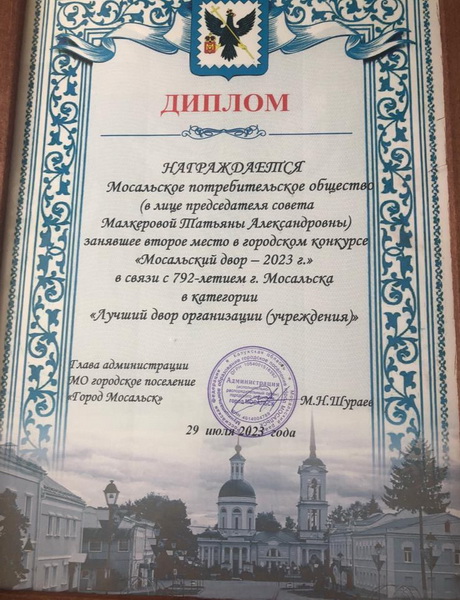 ДИПЛОМ
НАГРАЖДАЕТСЯ
Мосальское потребительское общество
(в лице председателя совета
Малкеровой Татьяны Александровны)
занявшее второе место в городском конкурсе
«Мосальский двор – 2023 г.»
в связи с 792-летием г. Мосальска
в категории
«Лучший двор организации (учреждения)»
Глава администрации
МО городское поселение
«Город Мосальск»
Администрация
М.Н.Шураев
29 июля 2023 года